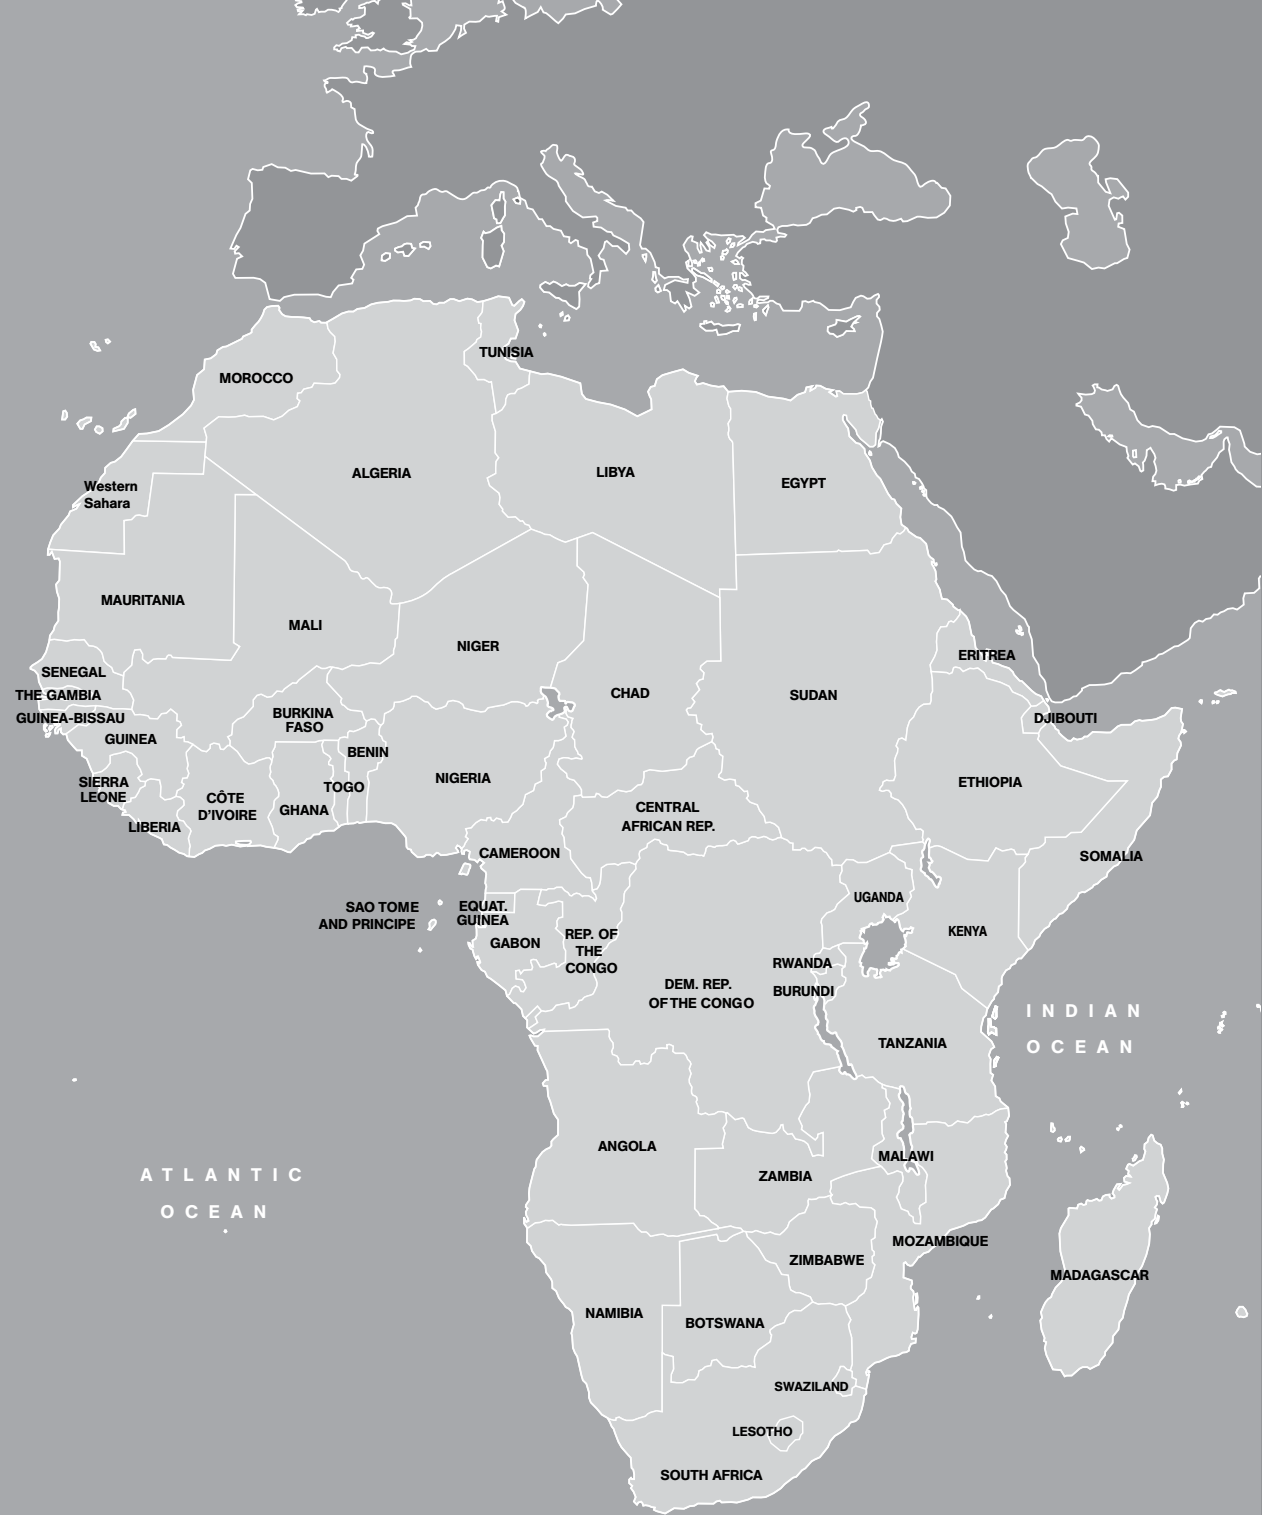 TUNISIA
MOROCCO
ALGERIA
LIBYA
EGYPT
Western
Sahara
MAURITANIA
MALI
NIGER
ERITREA
SENEGAL
CHAD
SUDAN
THE GAMBIA
GUINEA-BISSAU
BURKINA
FASO
DJIBOUTI
GUINEA
BENIN
NIGERIA
ETHIOPIA
SIERRA
LEONE
TOGO
CÔTE
D'IVOIRE
GHANA
CENTRAL
AFRICAN REP.
LIBERIA
CAMEROON
SOMALIA
UGANDA
SAO TOME
AND PRINCIPE
EQUAT.
GUINEA
GABON
REP. OF
THE
CONGO
KENYA
RWANDA
BURUNDI
DEM. REP.
OF THE CONGO
INDIAN
OCEAN
TANZANIA
ANGOLA
MALAWI
ZAMBIA
ATLANTIC
OCEAN
MOZAMBIQUE
ZIMBABWE
MADAGASCAR
NAMIBIA
BOTSWANA
SWAZILAND
LESOTHO
SOUTH AFRICA